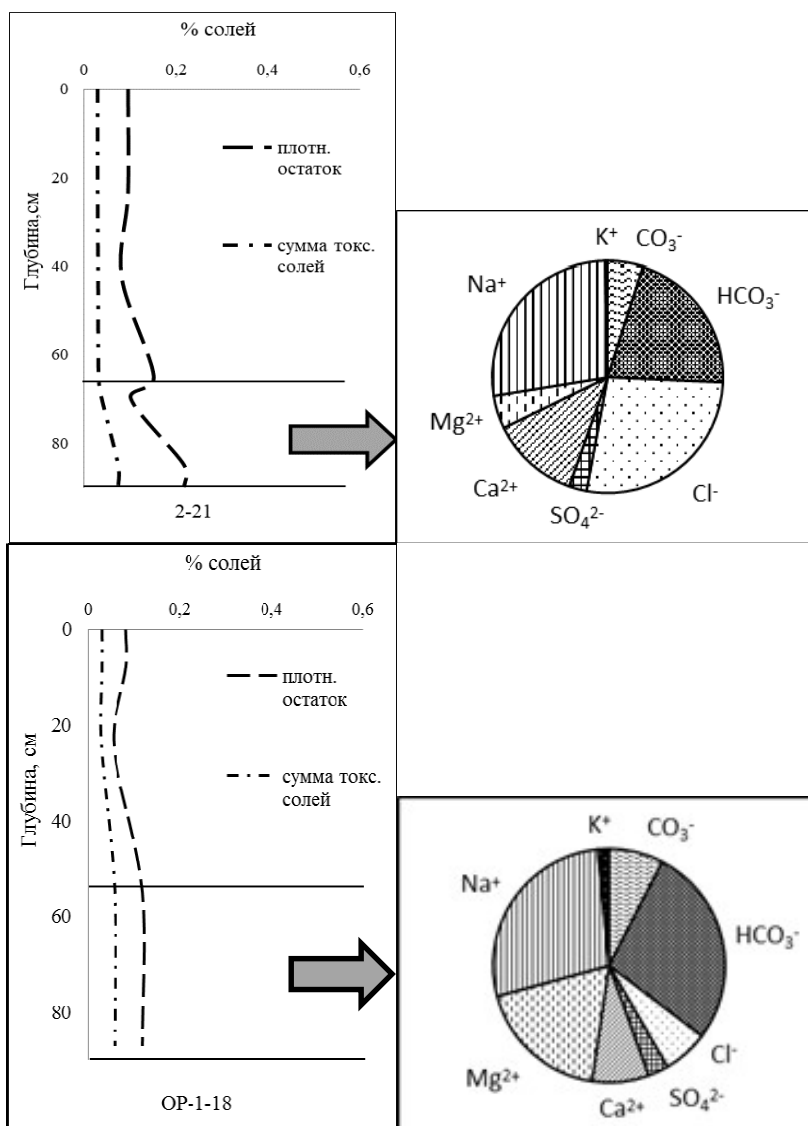 % солей
0 0,2 0,4 0,6
0
20
40
60
80
Глубина,см
плотн.
остаток
сумма токс.
солей
2-21
K⁺ CO₃⁻
HCO₃⁻
Cl⁻
SO₄²⁻
Ca²⁺
Mg²⁺
Na⁺
% солей
0 0,2 0,4 0,6
0
20
40
60
80
Глубина, см
плотн.
остаток
сумма токс.
солей
ОР-1-18
K⁺ CO₃⁻
HCO₃⁻
Cl⁻
SO₄²⁻
Ca²⁺
Mg²⁺
Na⁺